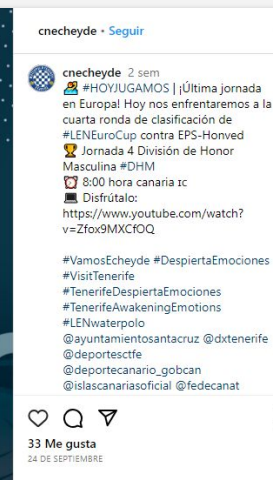 cnecheyde • Seguir
cnecheyde 2 sem
🤽 #HOYJUGAMOS | ¡Última jornada
en Europa! Hoy nos enfrentaremos a la
cuarta ronda de clasificación de
#LENEuroCup contra EPS-Honved
🏆 Jornada 4 División de Honor
Masculina #DHM
⏰ 8:00 hora canaria ɪᴄ
💻 Disfrútalo:
https://www.youtube.com/watch?
v=Zfox9MXCfOQ
#VamosEcheyde #DespiertaEmociones
#VisitTenerife
#TenerifeDespiertaEmociones
#TenerifeAwakeningEmotions
#LENwaterpolo
@ayuntamientosantacruz @dxtenerife
@deportesctfe
@deportecanario_gobcan
@islascanariasoficial @fedecanat
33 Me gusta
24 DE SEPTIEMBRE